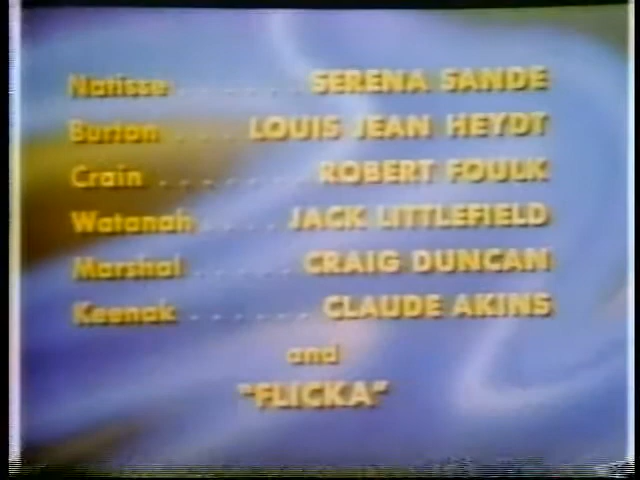 Natisse . . . . . . . SERENA SANDE
Burton . . . . LOUIS JEAN HEYDT
Crain . . . . . . . . ROBERT FOULK
Watanah . . . . . JACK LITTLEFIELD
Marshal . . . . . . CRAIG DUNCAN
Keenak . . . . . . . CLAUDE AKINS
and
"FLICKA"